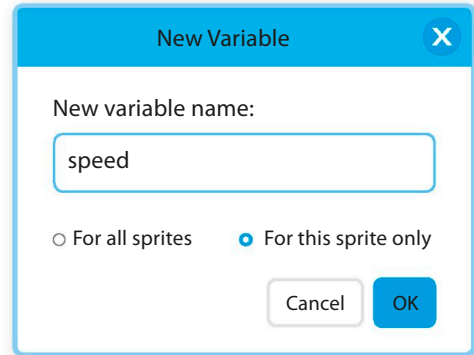 New Variable
X
New variable name:
speed
For all sprites For this sprite only
Cancel OK